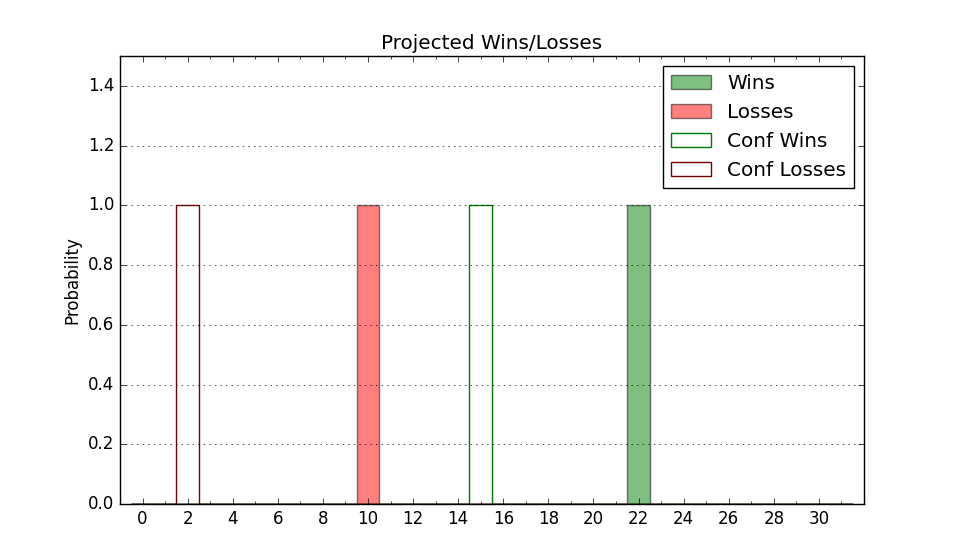 Projected Wins/Losses
Wins
Losses
Conf Wins
Conf Losses
Probability
1.4
1.2
1.0
0.8
0.6
0.4
0.2
0.0
0 2 4 6 8 10 12 14 16 18 20 22 24 26 28 30